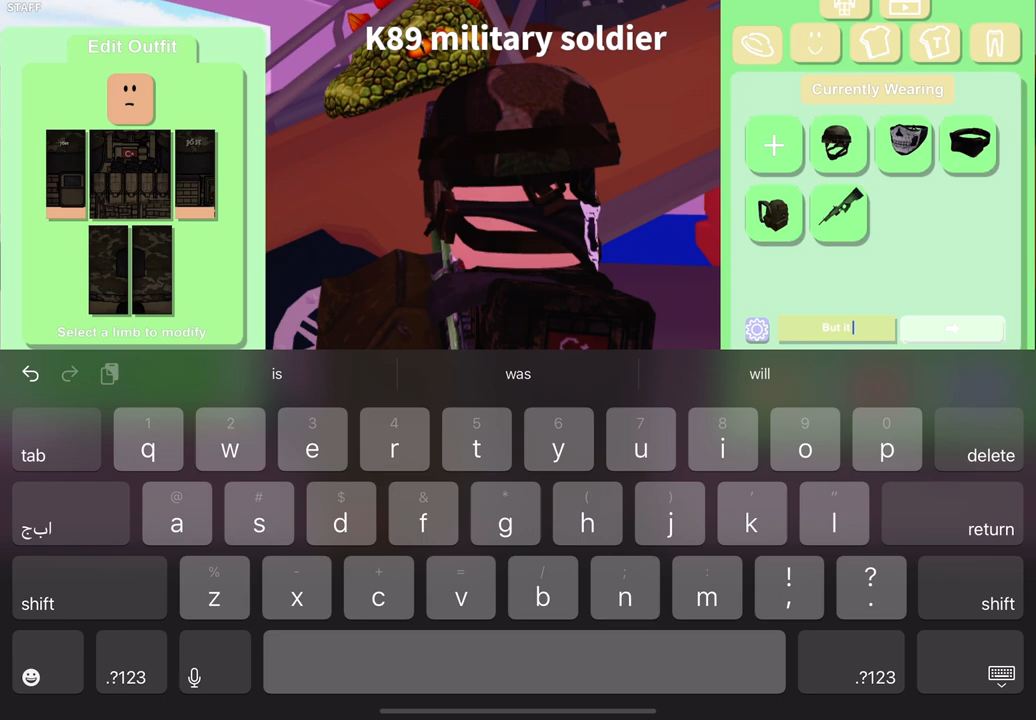 STAFF
Edit Outfit
K89 military soldier
Currently Wearing
T
Select a limb to modify
But it
is was will
1 2 3 4 5 6 7 8 9 0
tab q w e r t y u i o p delete
@ # $ & * ( ) ' "
ابج a s d f g h j k l return
% - + = / ; : ! ?
shift z x c v b n m , . shift
.?123 .?123